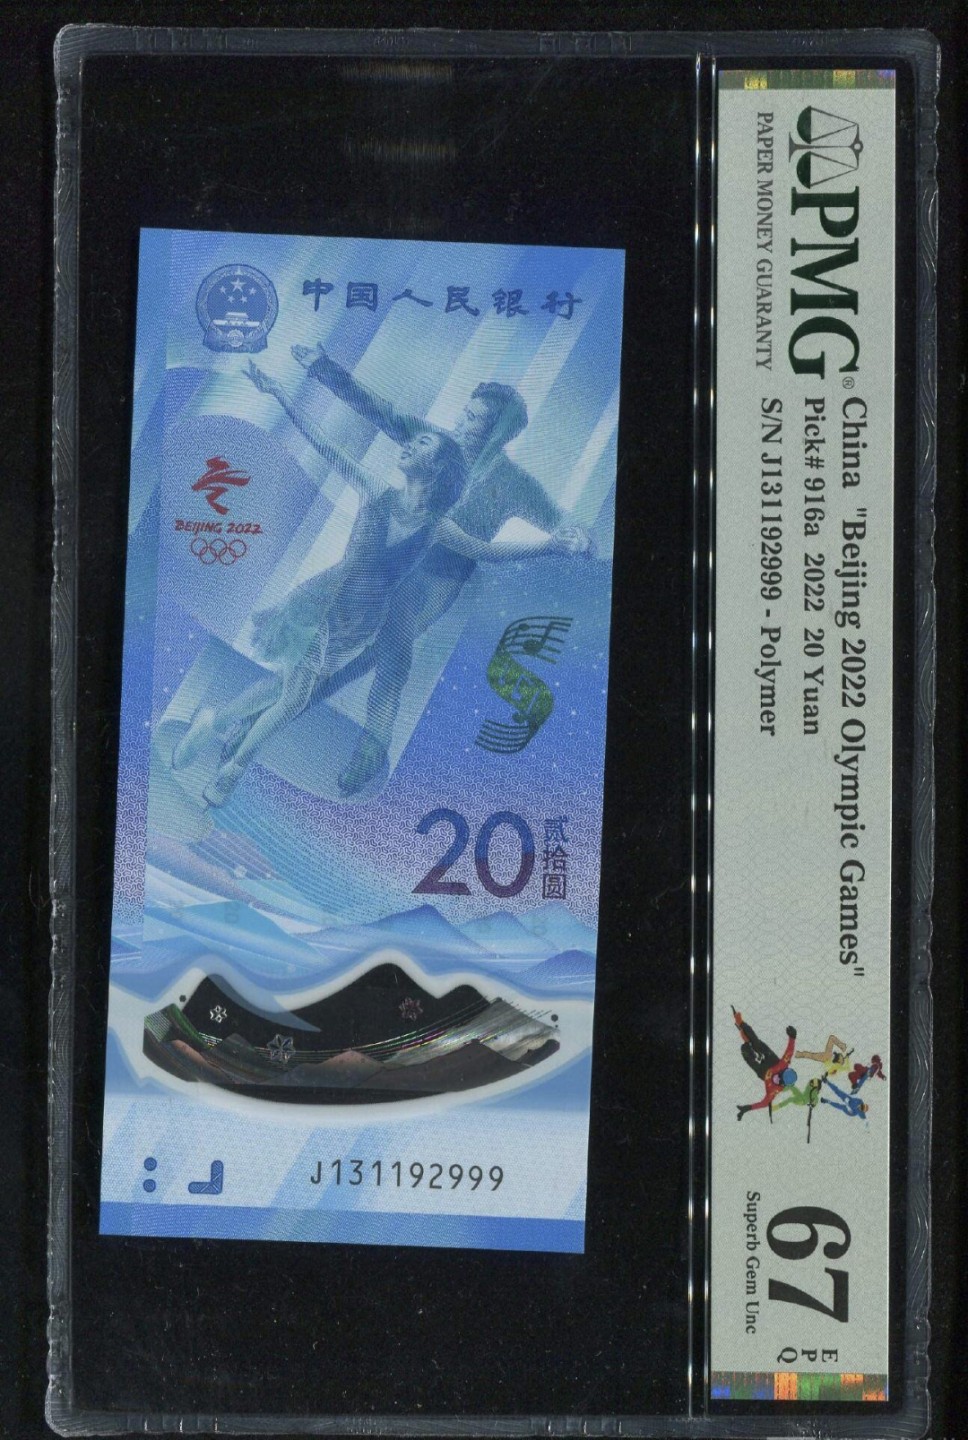 中国人民银行
BEIJING 2022
20
贰拾圆
J131192999
PMG®
PAPER MONEY GUARANTY
China "Beijing 2022 Olympic Games"
Pick# 916a 2022 20 Yuan
S/N J131192999 - Polymer
67
EPQ
Superb Gem Unc